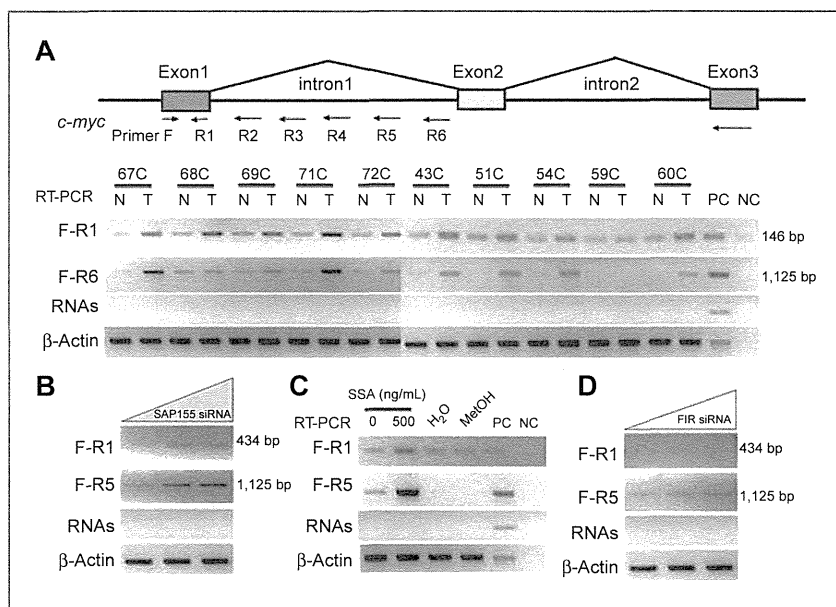 A
Exon1
intron1
Exon2
intron2
Exon3
c-myc
Primer F R1 R2 R3 R4 R5 R6
67C 68C 69C 71C 72C 43C 51C 54C 59C 60C
RT-PCR N T N T N T N T N T N T N T N T N T N T PC NC
F-R1 146 bp
F-R6 1,125 bp
RNAs
β-Actin
B
SAP155 siRNA
F-R1 434 bp
F-R5 1,125 bp
RNAs
β-Actin
C
SSA (ng/mL)
RT-PCR 0 500 H2O MetOH PC NC
F-R1
F-R5
RNAs
β-Actin
D
FIR siRNA
F-R1 434 bp
F-R5 1,125 bp
RNAs
β-Actin